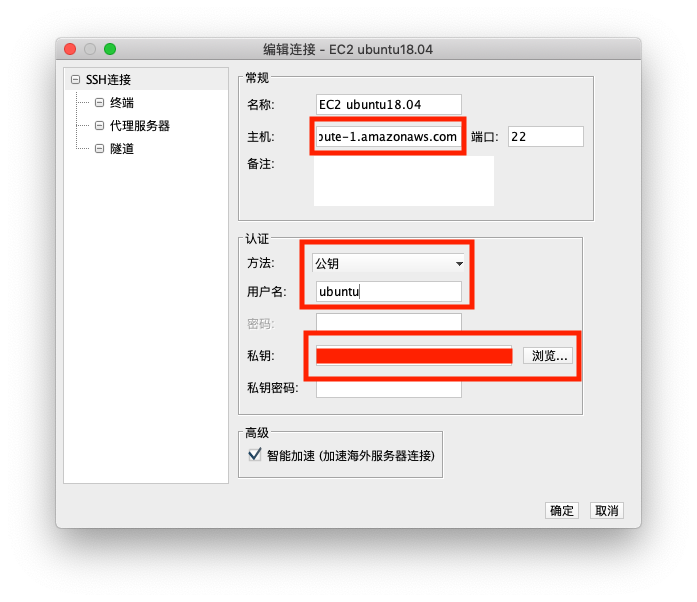 编辑连接 - EC2 ubuntu18.04
SSH连接
终端
代理服务器
隧道
常规
名称: EC2 ubuntu18.04
主机: pute-1.amazonaws.com 端口: 22
备注:
认证
方法: 公钥
用户名: ubuntu
密码:
私钥: 浏览...
私钥密码:
高级
智能加速 (加速海外服务器连接)
确定 取消